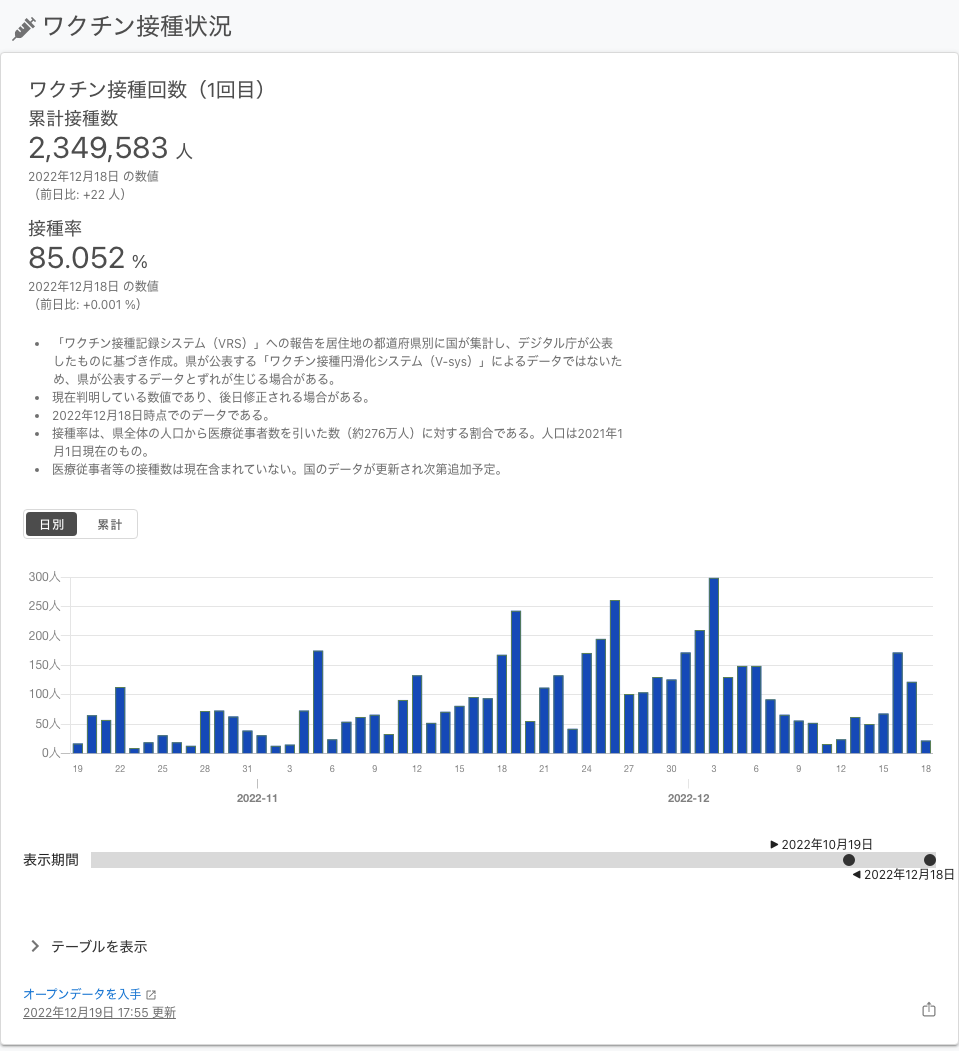 ワクチン接種状況
ワクチン接種回数（1回目）
累計接種数
2,349,583 人
2022年12月18日 の数値
（前日比: +22 人）
接種率
85.052 %
2022年12月18日 の数値
（前日比: +0.001 %）
• 「ワクチン接種記録システム（VRS）」への報告を居住地の都道府県別に国が集計し、デジタル庁が公表
したものに基づき作成。県が公表する「ワクチン接種円滑化システム（V-sys）」によるデータではないた
め、県が公表するデータとずれが生じる場合がある。
• 現在判明している数値であり、後日修正される場合がある。
• 2022年12月18日時点でのデータである。
• 接種率は、県全体の人口から医療従事者数を引いた数（約276万人）に対する割合である。人口は2021年1
月1日現在のもの。
• 医療従事者等の接種数は現在含まれていない。国のデータが更新され次第追加予定。
日別 累計
300人
250人
200人
150人
100人
50人
0人
19 22 25 28 31 3 6 9 12 15 18 21 24 27 30 3 6 9 12 15 18
2022-11 2022-12
▶ 2022年10月19日
表示期間
◀ 2022年12月18日
テーブルを表示
オープンデータを入手
2022年12月19日 17:55 更新